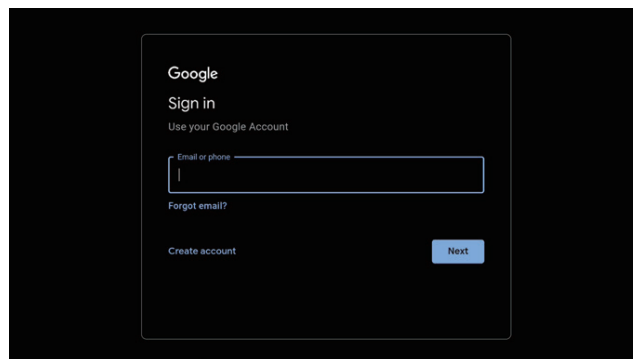 Google
Sign in
Use your Google Account
Email or phone
Forgot email?
Create account
Next